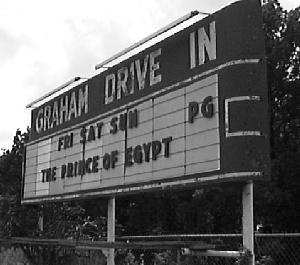 GRAHAM DRIVE IN
FRI SAT SUN PG
THE PRINCE OF EGYPT